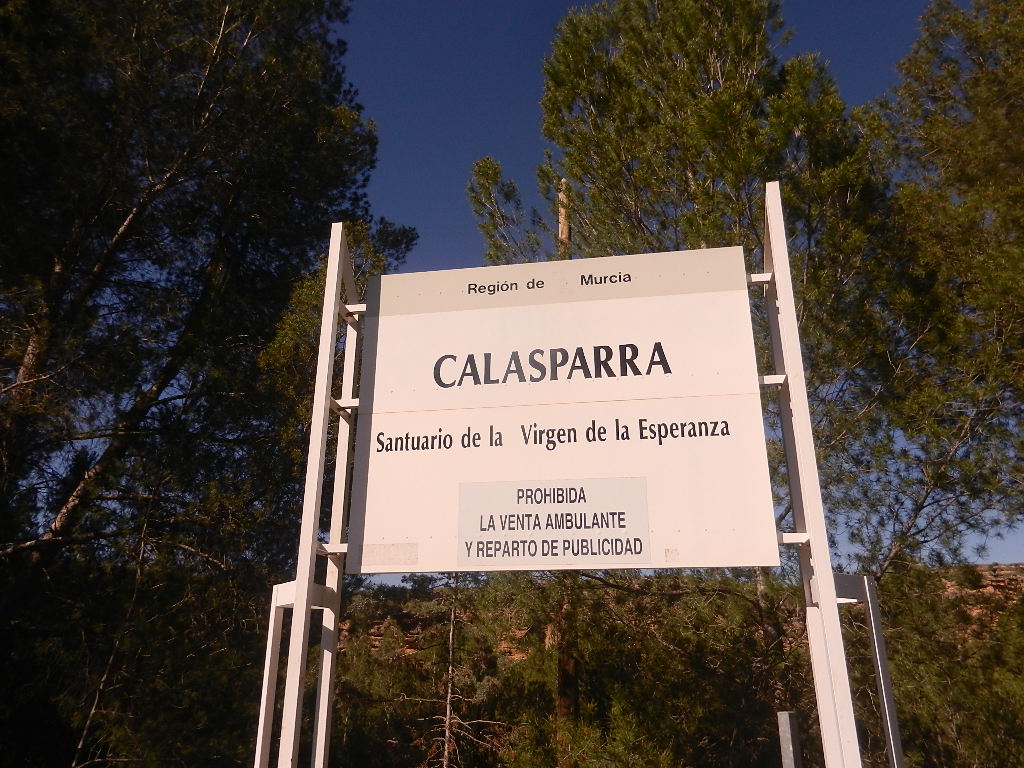 Región de Murcia
CALASPARRA
Santuario de la Virgen de la Esperanza
PROHIBIDA
LA VENTA AMBULANTE
Y REPARTO DE PUBLICIDAD